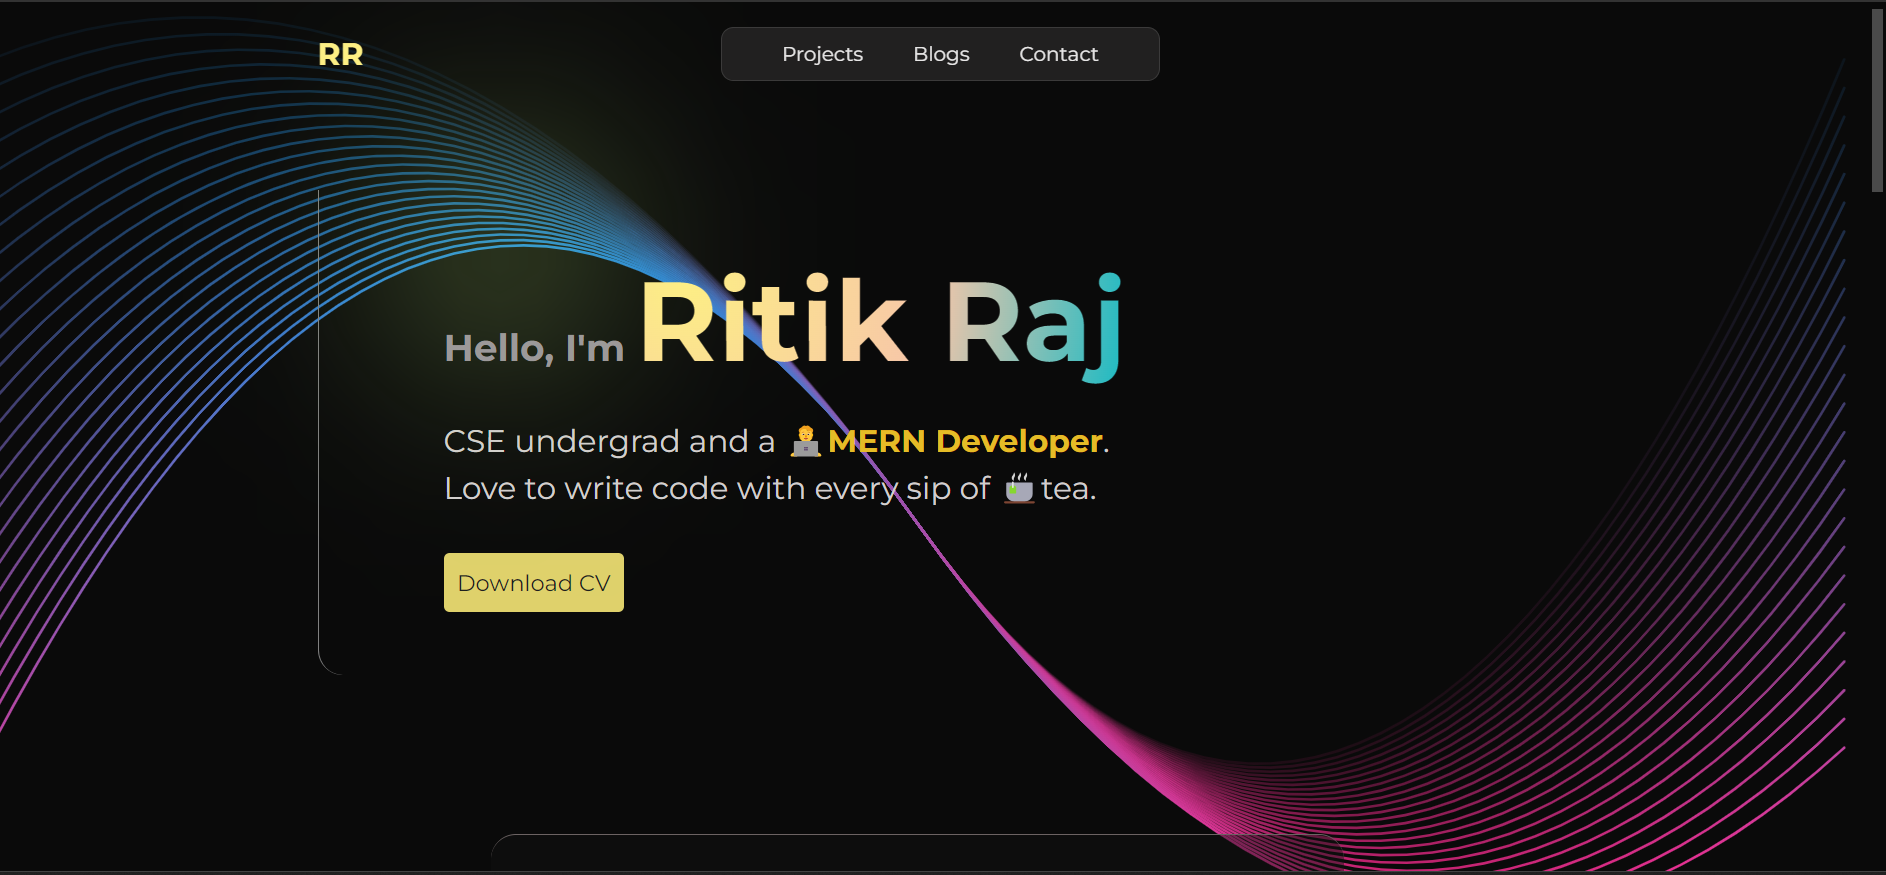 RR
Projects Blogs Contact
Hello, I'm Ritik Raj
CSE undergrad and a 🧑‍💻 MERN Developer.
Love to write code with every sip of 🍵 tea.
Download CV